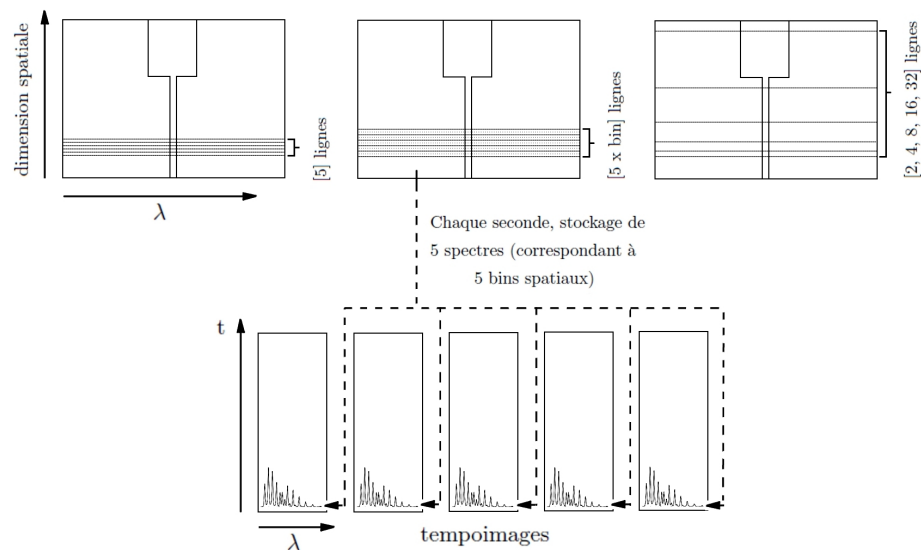 dimension spatiale
[5] lignes
[5 x bin] lignes
[2, 4, 8, 16, 32] lignes
λ
Chaque seconde, stockage de
5 spectres (correspondant à
5 bins spatiaux)
t
λ
tempoimages